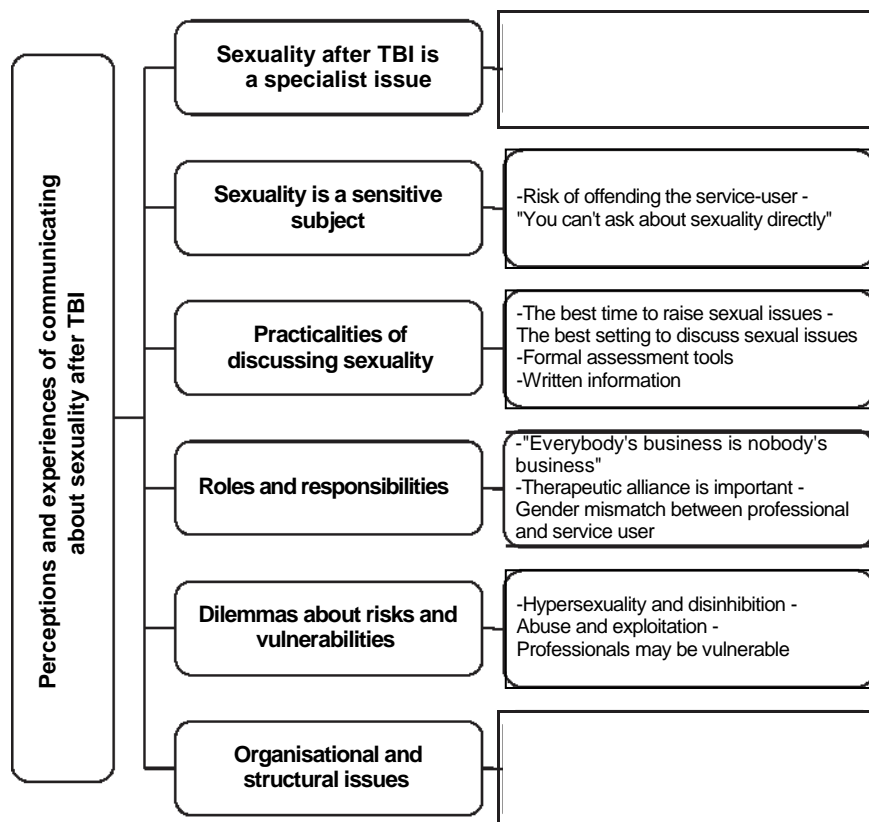 Perceptions and experiences of communicating
about sexuality after TBI
Sexuality after TBI is
a specialist issue
Sexuality is a sensitive
subject
-Risk of offending the service-user -
"You can't ask about sexuality directly"
Practicalities of
discussing sexuality
-The best time to raise sexual issues -
The best setting to discuss sexual issues
-Formal assessment tools
-Written information
Roles and responsibilities
-"Everybody's business is nobody's
business"
-Therapeutic alliance is important -
Gender mismatch between professional
and service user
Dilemmas about risks and
vulnerabilities
-Hypersexuality and disinhibition -
Abuse and exploitation -
Professionals may be vulnerable
Organisational and
structural issues